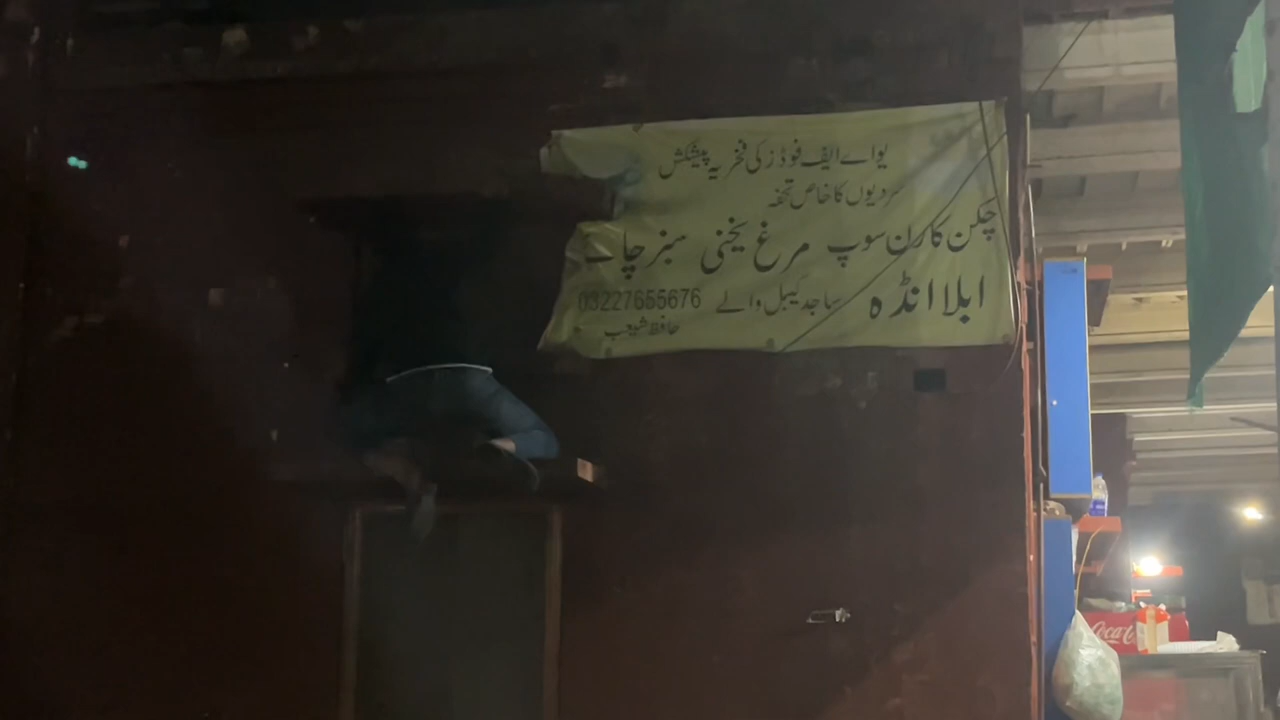 یو اے ایف فوڈز کی فخریہ پیشکش
سردیوں کا خاص تحفہ
چکن کارن سوپ مرغ یخنی سبز چائے
ابلا انڈہ ساجد کیبل والے 03227655676
حافظ شعیب
Coca-C